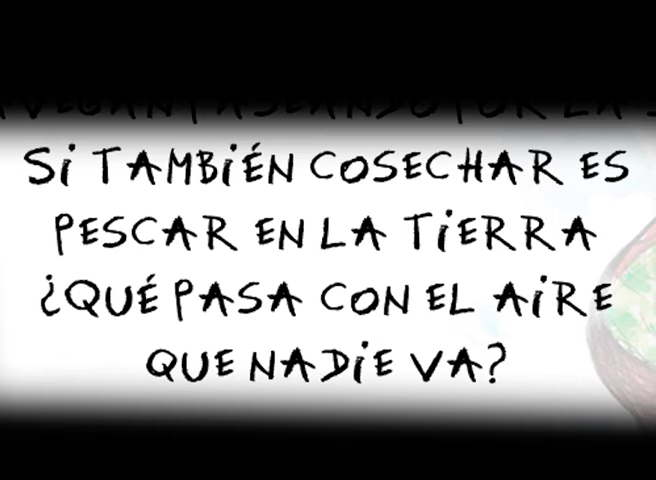 SI TAMBIÉN COSECHAR ES
PESCAR EN LA TIERRA
¿QUÉ PASA CON EL AIRE
QUE NADIE VA?